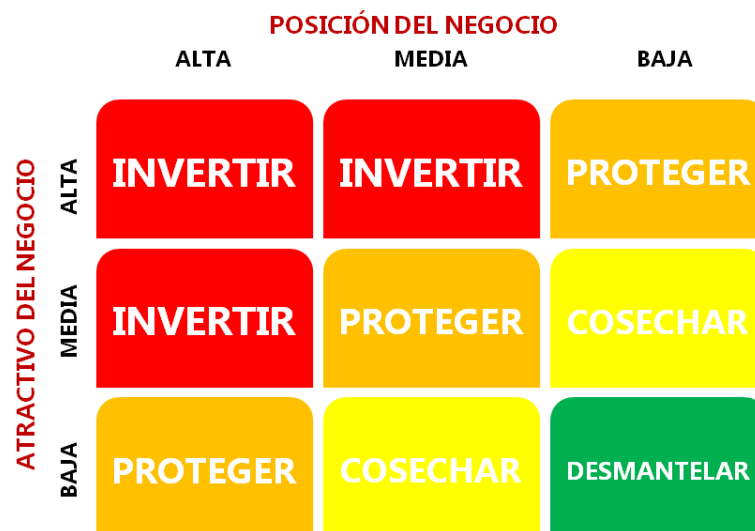 POSICIÓN DEL NEGOCIO
ALTA MEDIA BAJA
ATRACTIVO DEL NEGOCIO
ALTA
INVERTIR INVERTIR PROTEGER
MEDIA
INVERTIR PROTEGER COSECHAR
BAJA
PROTEGER COSECHAR DESMANTELAR